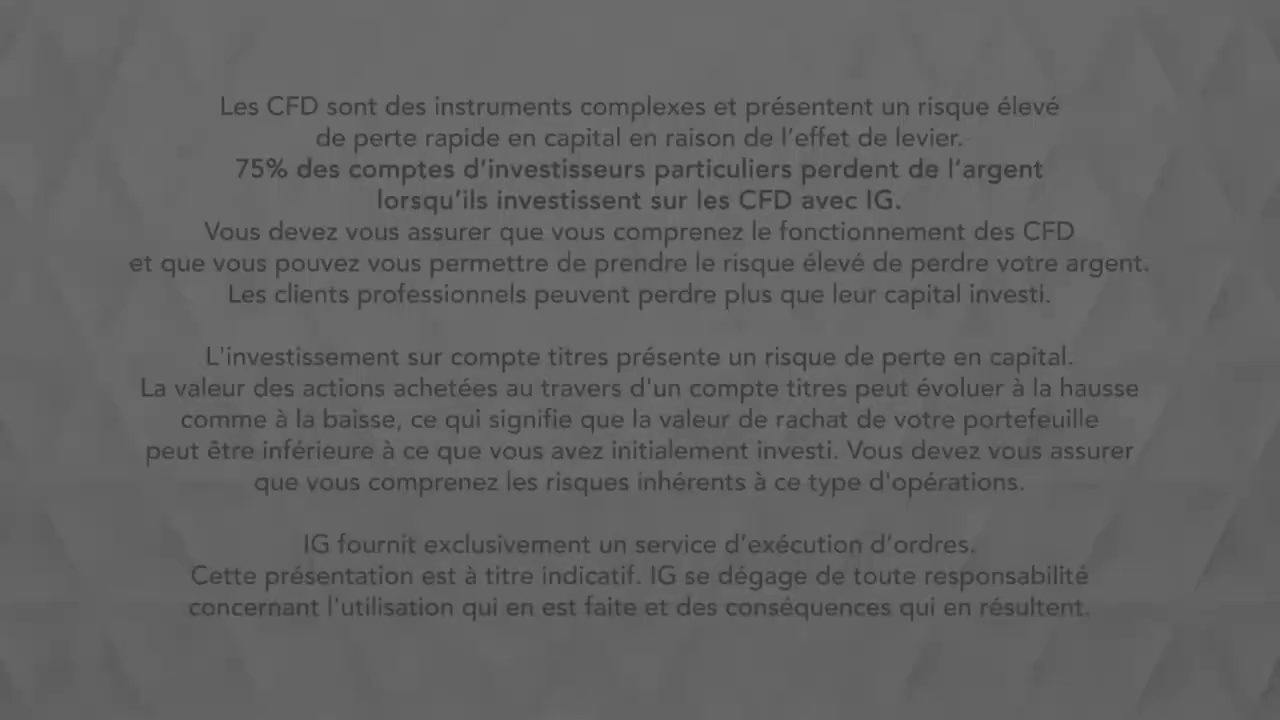 Les CFD sont des instruments complexes et présentent un risque élevé
de perte rapide en capital en raison de l’effet de levier.
75% des comptes d’investisseurs particuliers perdent de l’argent
lorsqu’ils investissent sur les CFD avec IG.
Vous devez vous assurer que vous comprenez le fonctionnement des CFD
et que vous pouvez vous permettre de prendre le risque élevé de perdre votre argent.
Les clients professionnels peuvent perdre plus que leur capital investi.
L'investissement sur compte titres présente un risque de perte en capital.
La valeur des actions achetées au travers d'un compte titres peut évoluer à la hausse
comme à la baisse, ce qui signifie que la valeur de rachat de votre portefeuille
peut être inférieure à ce que vous avez initialement investi. Vous devez vous assurer
que vous comprenez les risques inhérents à ce type d'opérations.
IG fournit exclusivement un service d’exécution d’ordres.
Cette présentation est à titre indicatif. IG se dégage de toute responsabilité
concernant l'utilisation qui en est faite et des conséquences qui en résultent.